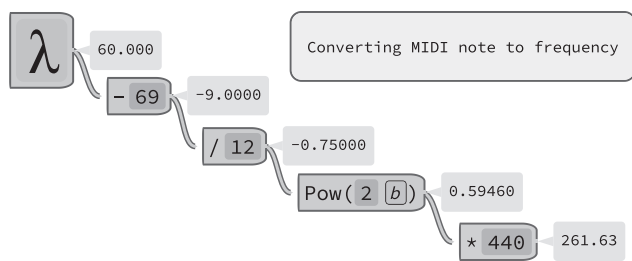 λ
60.000
Converting MIDI note to frequency
- 69
-9.0000
/ 12
-0.75000
Pow( 2 b )
0.59460
* 440
261.63